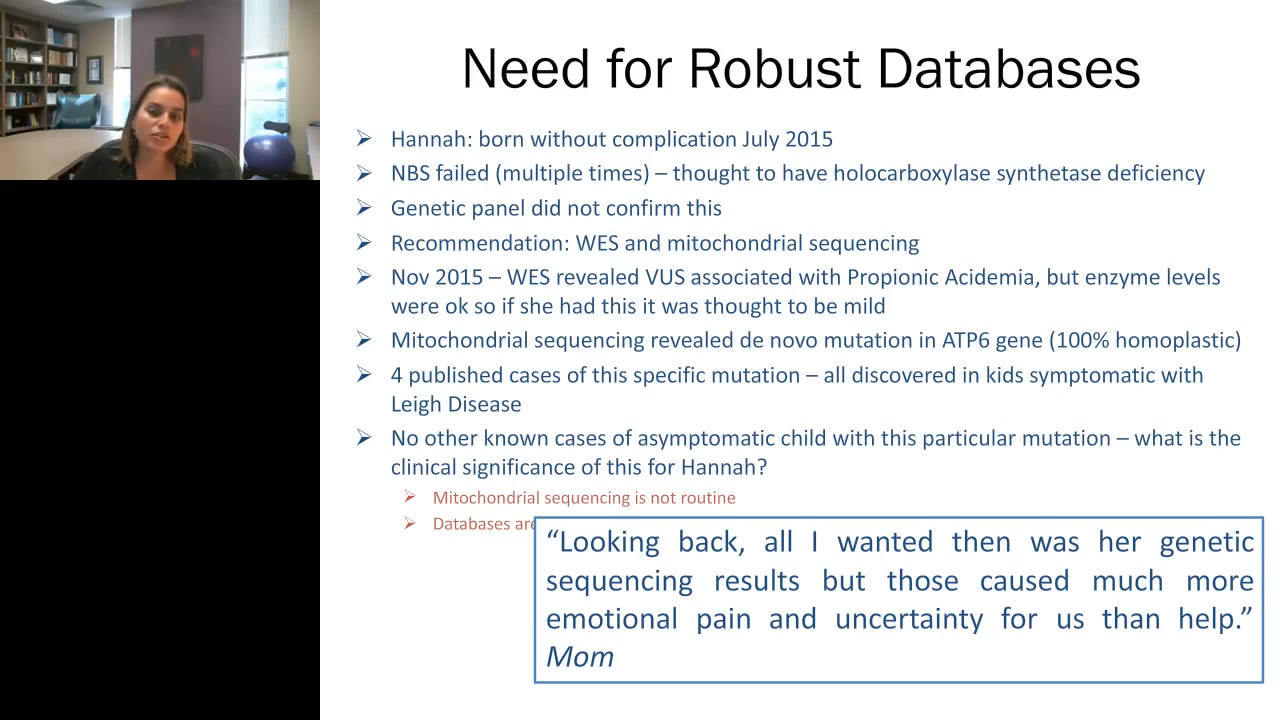 Need for Robust Databases
Hannah: born without complication July 2015
NBS failed (multiple times) – thought to have holocarboxylase synthetase deficiency
Genetic panel did not confirm this
Recommendation: WES and mitochondrial sequencing
Nov 2015 – WES revealed VUS associated with Propionic Acidemia, but enzyme levels
were ok so if she had this it was thought to be mild
Mitochondrial sequencing revealed de novo mutation in ATP6 gene (100% homoplastic)
4 published cases of this specific mutation – all discovered in kids symptomatic with
Leigh Disease
No other known cases of asymptomatic child with this particular mutation – what is the
clinical significance of this for Hannah?
Mitochondrial sequencing is not routine
Databases are
“Looking back, all I wanted then was her genetic
sequencing results but those caused much more
emotional pain and uncertainty for us than help.”
Mom